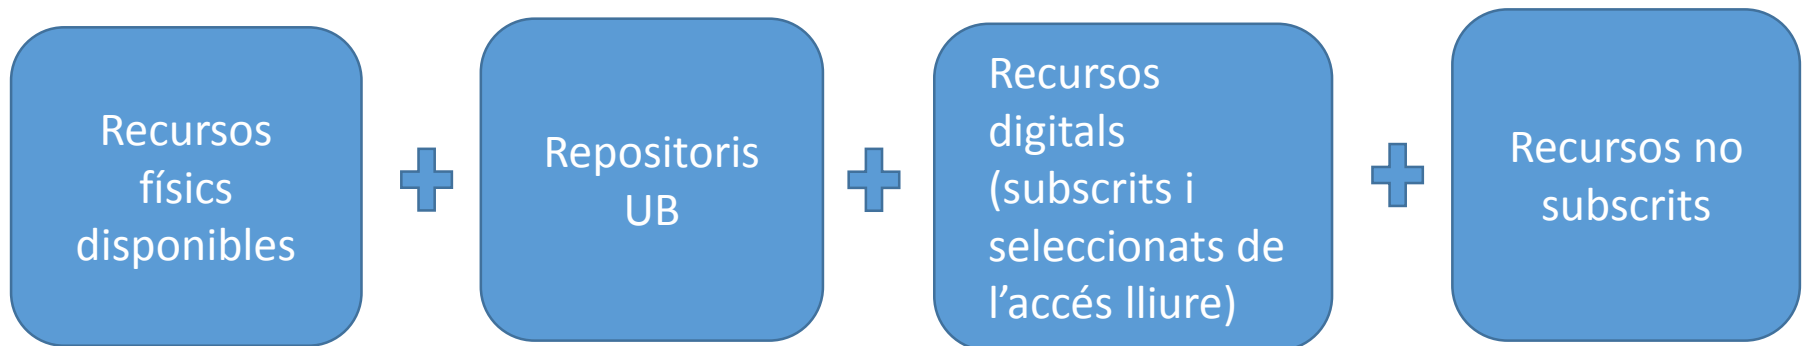 Recursos
físics
disponibles
Repositoris
UB
Recursos
digitals
(subscrits i
seleccionats de
l’accés lliure)
Recursos no
subscrits